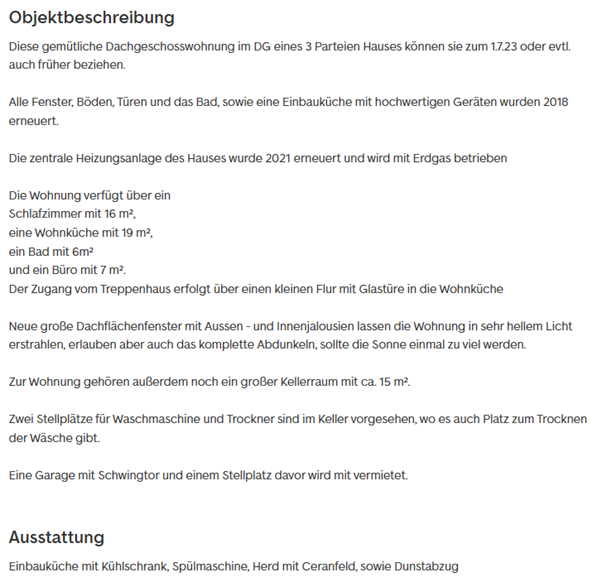 Objektbeschreibung
Diese gemütliche Dachgeschosswohnung im DG eines 3 Parteien Hauses können sie zum 1.7.23 oder evtl.
auch früher beziehen.
Alle Fenster, Böden, Türen und das Bad, sowie eine Einbauküche mit hochwertigen Geräten wurden 2018
erneuert.
Die zentrale Heizungsanlage des Hauses wurde 2021 erneuert und wird mit Erdgas betrieben
Die Wohnung verfügt über ein
Schlafzimmer mit 16 m²,
eine Wohnküche mit 19 m²,
ein Bad mit 6m²
und ein Büro mit 7 m².
Der Zugang vom Treppenhaus erfolgt über einen kleinen Flur mit Glastüre in die Wohnküche
Neue große Dachflächenfenster mit Aussen - und Innenjalousien lassen die Wohnung in sehr hellem Licht
erstrahlen, erlauben aber auch das komplette Abdunkeln, sollte die Sonne einmal zu viel werden.
Zur Wohnung gehören außerdem noch ein großer Kellerraum mit ca. 15 m².
Zwei Stellplätze für Waschmaschine und Trockner sind im Keller vorgesehen, wo es auch Platz zum Trocknen
der Wäsche gibt.
Eine Garage mit Schwingtor und einem Stellplatz davor wird mit vermietet.
Ausstattung
Einbauküche mit Kühlschrank, Spülmaschine, Herd mit Ceranfeld, sowie Dunstabzug